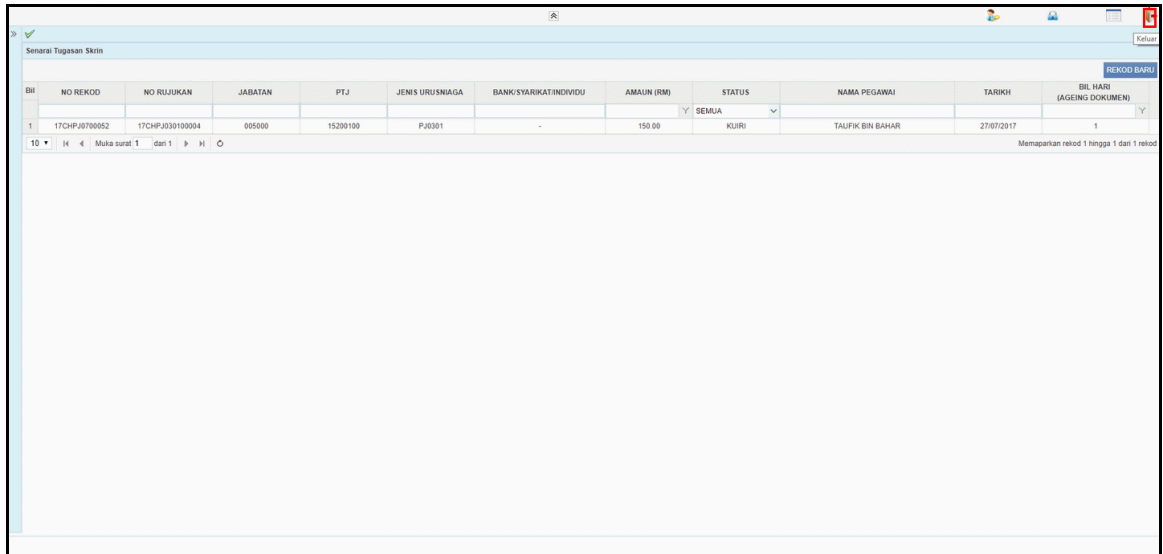 Keluar
Senarai Tugasan Skrin
REKOD BARU
Bil NO REKOD NO RUJUKAN JABATAN PTJ JENIS URUSNIAGA BANK/SYARIKAT/INDIVIDU AMAUN (RM) STATUS NAMA PEGAWAI TARIKH BIL HARI
(AGEING DOKUMEN)
SEMUA
1 17CHPJ0700052 17CHPJ030100004 005000 15200100 PJ0301 - 150.00 KUIRI TAUFIK BIN BAHAR 27/07/2017 1
10 Muka surat 1 dari 1 Memaparkan rekod 1 hingga 1 dari 1 rekod